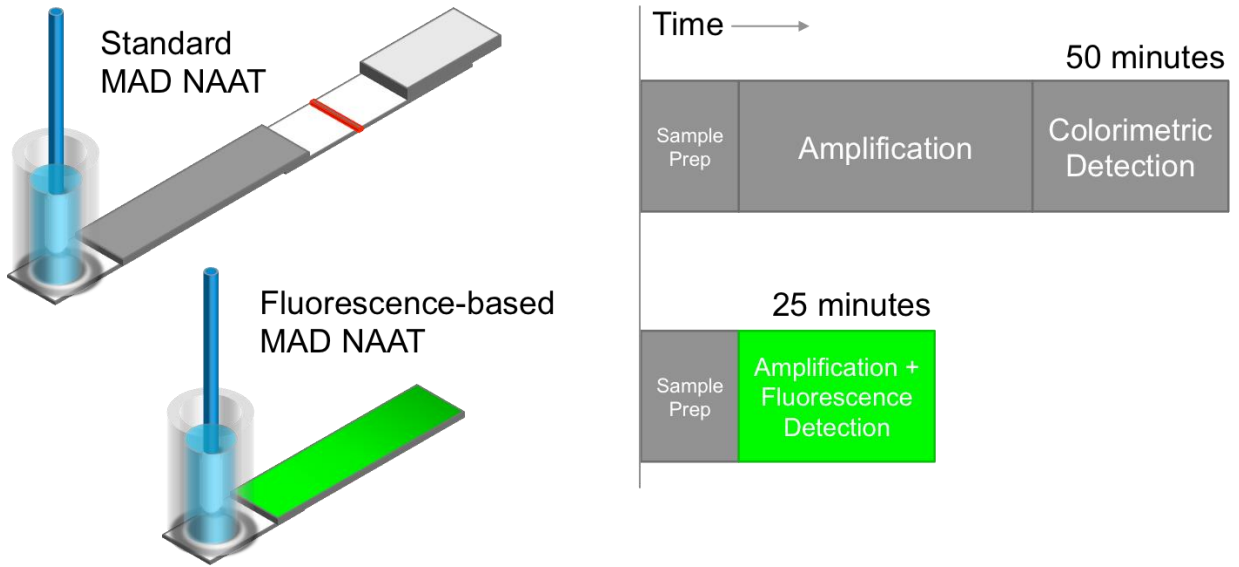 Standard
MAD NAAT
Time
50 minutes
Sample
Prep
Amplification
Colorimetric
Detection
Fluorescence-based
MAD NAAT
25 minutes
Sample
Prep
Amplification +
Fluorescence
Detection